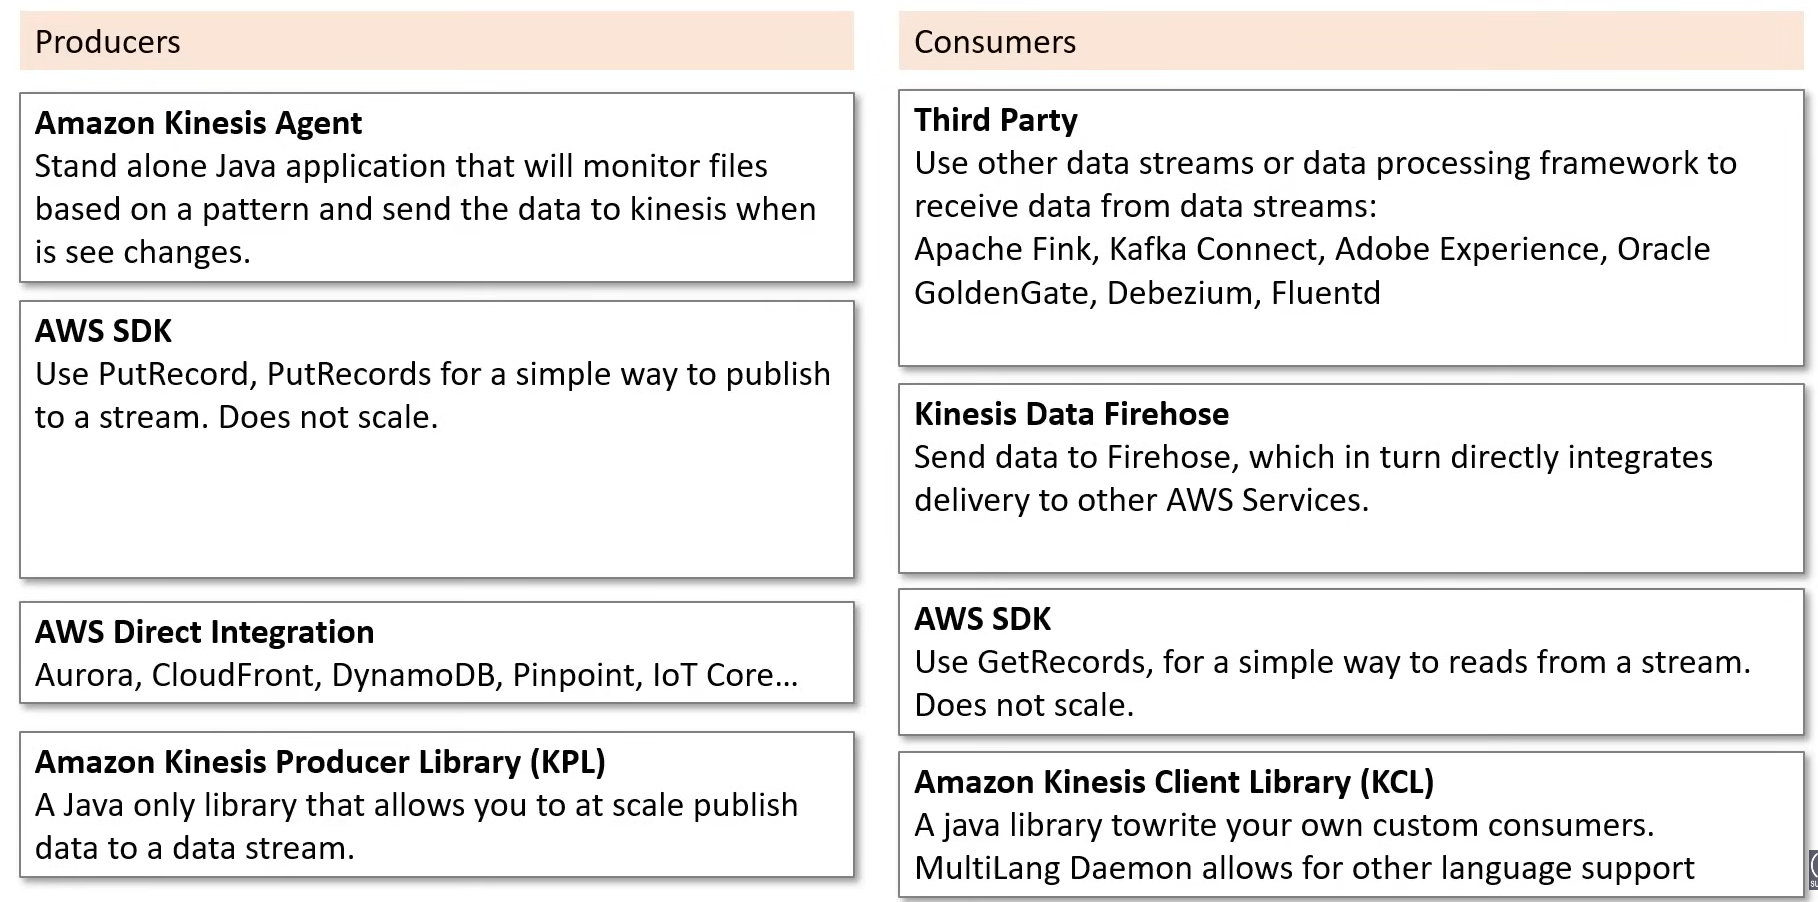 Producers
Amazon Kinesis Agent
Stand alone Java application that will monitor files
based on a pattern and send the data to kinesis when
is see changes.
AWS SDK
Use PutRecord, PutRecords for a simple way to publish
to a stream. Does not scale.
AWS Direct Integration
Aurora, CloudFront, DynamoDB, Pinpoint, IoT Core...
Amazon Kinesis Producer Library (KPL)
A Java only library that allows you to at scale publish
data to a data stream.
Consumers
Third Party
Use other data streams or data processing framework to
receive data from data streams:
Apache Fink, Kafka Connect, Adobe Experience, Oracle
GoldenGate, Debezium, Fluentd
Kinesis Data Firehose
Send data to Firehose, which in turn directly integrates
delivery to other AWS Services.
AWS SDK
Use GetRecords, for a simple way to reads from a stream.
Does not scale.
Amazon Kinesis Client Library (KCL)
A java library towrite your own custom consumers.
MultiLang Daemon allows for other language support